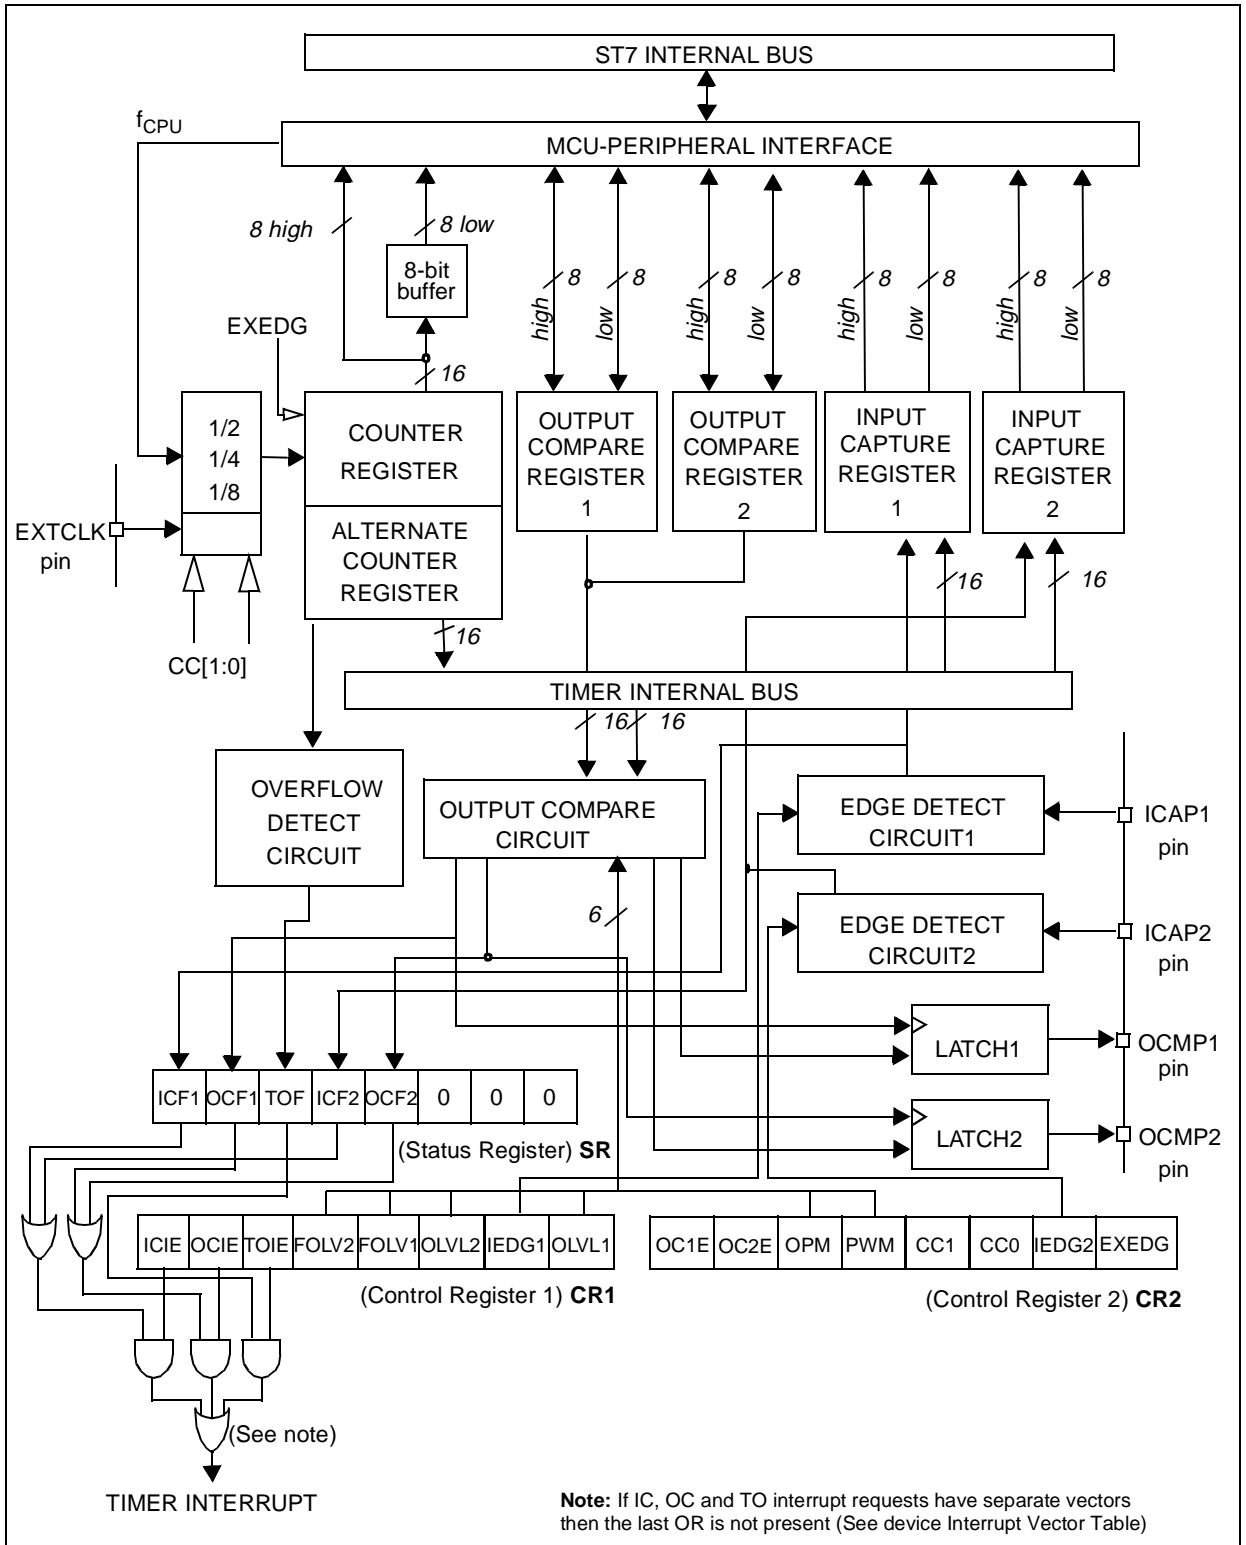 ST7 INTERNAL BUS
fCPU
MCU-PERIPHERAL INTERFACE
8 high
8 low
8-bit
buffer
8
8
8
8
8
8
8
8
high
low
high
low
high
low
high
low
EXEDG
16
1/2
1/4
1/8
COUNTER
REGISTER
OUTPUT
COMPARE
REGISTER
1
OUTPUT
COMPARE
REGISTER
2
INPUT
CAPTURE
REGISTER
1
INPUT
CAPTURE
REGISTER
2
EXTCLK
pin
ALTERNATE
COUNTER
REGISTER
16
16
16
CC[1:0]
TIMER INTERNAL BUS
16
16
OVERFLOW
DETECT
CIRCUIT
OUTPUT COMPARE
CIRCUIT
EDGE DETECT
CIRCUIT1
ICAP1
pin
6
EDGE DETECT
CIRCUIT2
ICAP2
pin
LATCH1
OCMP1
pin
ICF1 OCF1 TOF ICF2 OCF2 0 0 0
(Status Register) SR
LATCH2
OCMP2
pin
ICIE OCIE TOIE FOLV2 FOLV1 OLVL2 IEDG1 OLVL1
(Control Register 1) CR1
OC1E OC2E OPM PWM CC1 CC0 IEDG2 EXEDG
(Control Register 2) CR2
(See note)
TIMER INTERRUPT
Note: If IC, OC and TO interrupt requests have separate vectors
then the last OR is not present (See device Interrupt Vector Table)